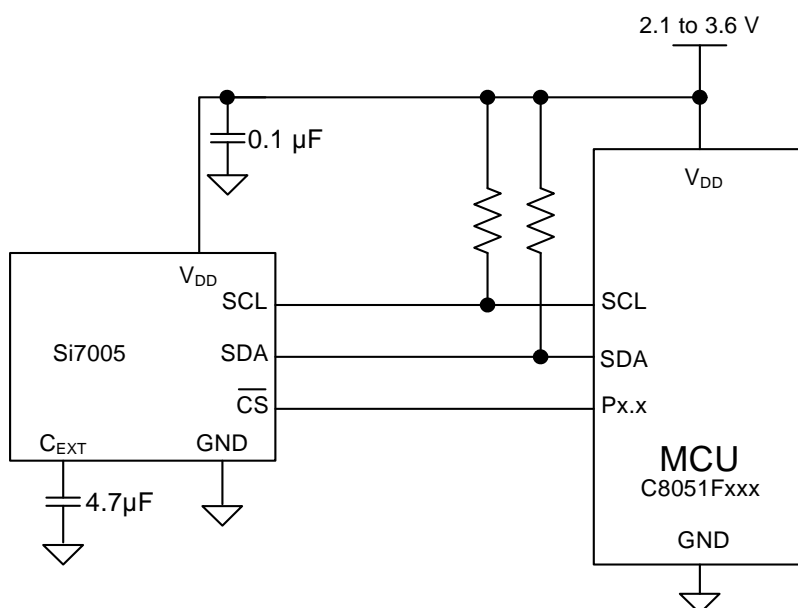 2.1 to 3.6 V
0.1 µF
VDD
VDD
SCL
SCL
Si7005
SDA
SDA
CS
Px.x
CEXT
GND
MCU
C8051Fxxx
4.7µF
GND